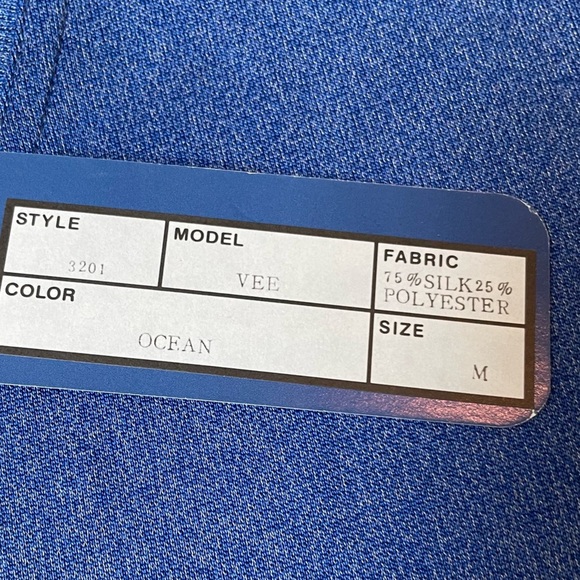 STYLE
3201
MODEL
VEE
FABRIC
75%SILK25%
POLYESTER
COLOR
OCEAN
SIZE
M